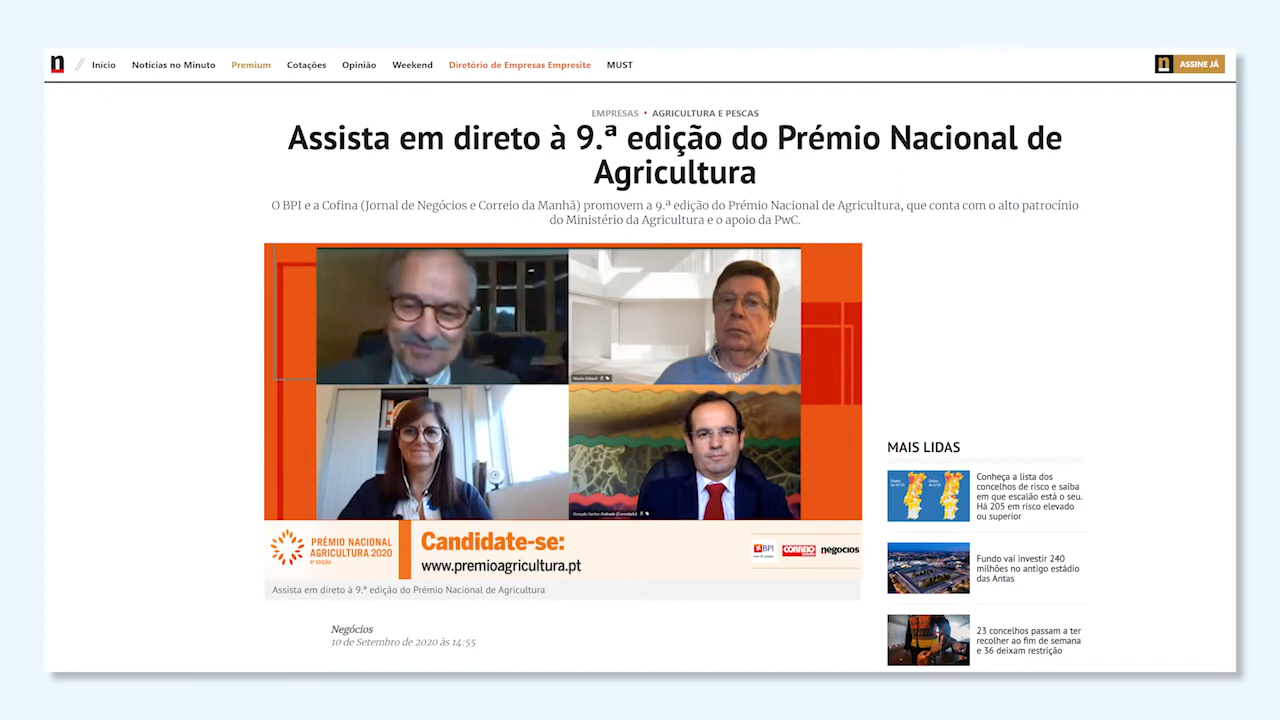 n // Início Notícias no Minuto Premium Cotações Opinião Weekend Diretório de Empresas Empresite MUST n ASSINE JÁ
EMPRESAS • AGRICULTURA E PESCAS
Assista em direto à 9.ª edição do Prémio Nacional de
Agricultura
O BPI e a Cofina (Jornal de Negócios e Correio da Manhã) promovem a 9.ª edição do Prémio Nacional de Agricultura, que conta com o alto patrocínio
do Ministério da Agricultura e o apoio da PwC.
Gonçalo Santos Andrade (Convidado)
PRÉMIO NACIONAL
AGRICULTURA 2020
9ª EDIÇÃO
Candidate-se:
www.premioagricultura.pt
BPI CORREIO negocios
Assista em direto à 9.ª edição do Prémio Nacional de Agricultura
Negócios
10 de Setembro de 2020 às 14:55
MAIS LIDAS
Conheça a lista dos
concelhos de risco e saiba
em que escalão está o seu.
Há 205 em risco elevado
ou superior
Fundo vai investir 240
milhões no antigo estádio
das Antas
23 concelhos passam a ter
recolher ao fim de semana
e 36 deixam restrição